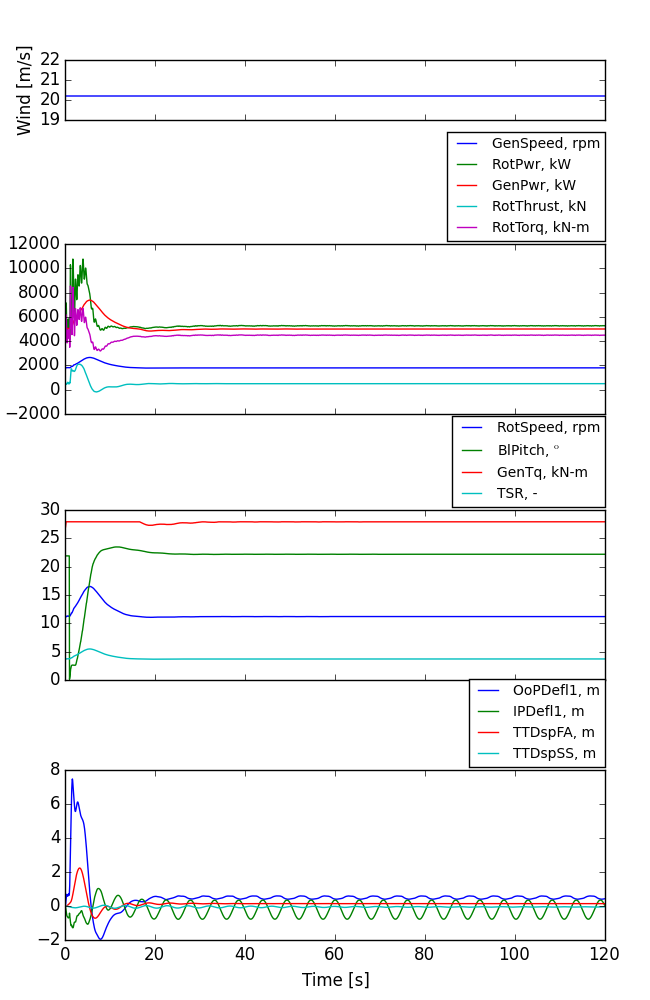 Wind [m/s]
22
21
20
19
GenSpeed, rpm
RotPwr, kW
GenPwr, kW
RotThrust, kN
RotTorq, kN-m
12000
10000
8000
6000
4000
2000
0
−2000
RotSpeed, rpm
BlPitch, °
GenTq, kN-m
TSR, -
30
25
20
15
10
5
0
OoPDefl1, m
IPDefl1, m
TTDspFA, m
TTDspSS, m
8
6
4
2
0
−2
0 20 40 60 80 100 120
Time [s]